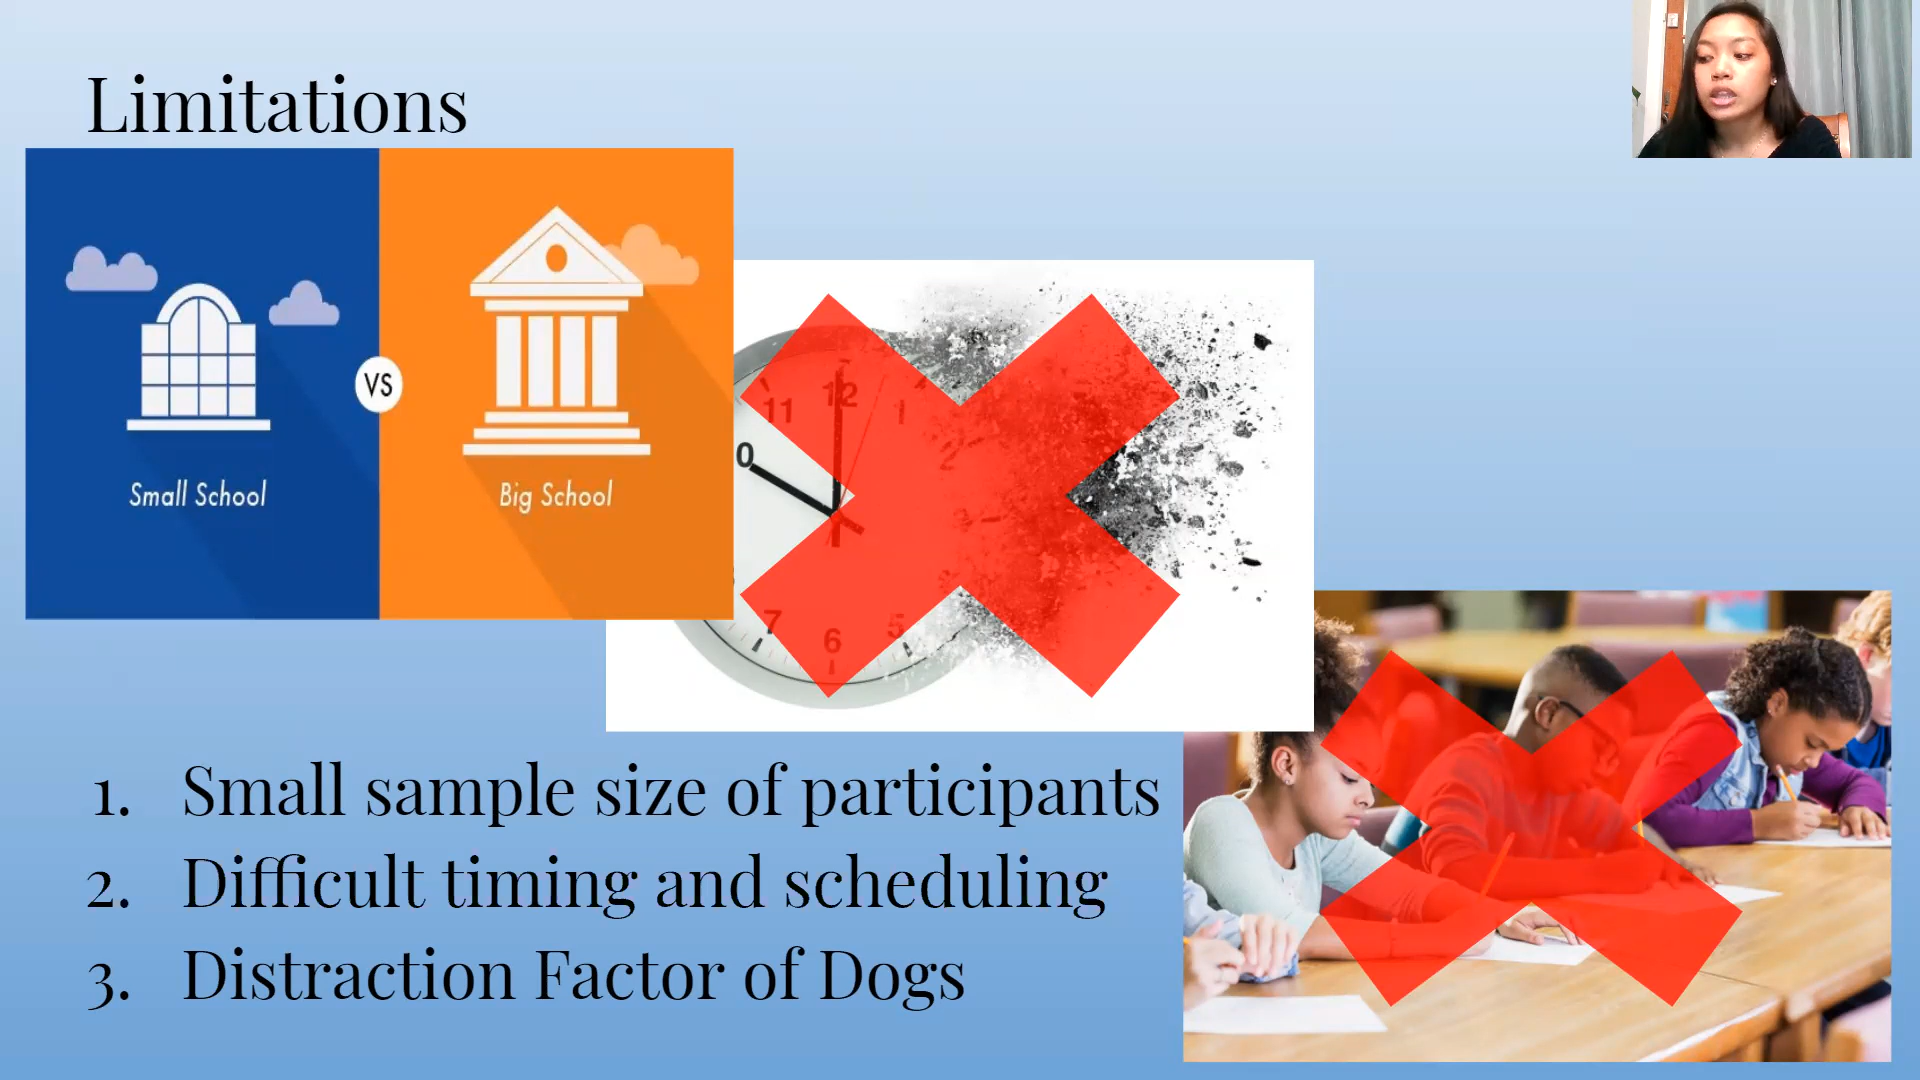 Limitations
Small School
VS
Big School
12
11
1
0
2
7
6
5
1. Small sample size of participants
2. Difficult timing and scheduling
3. Distraction Factor of Dogs